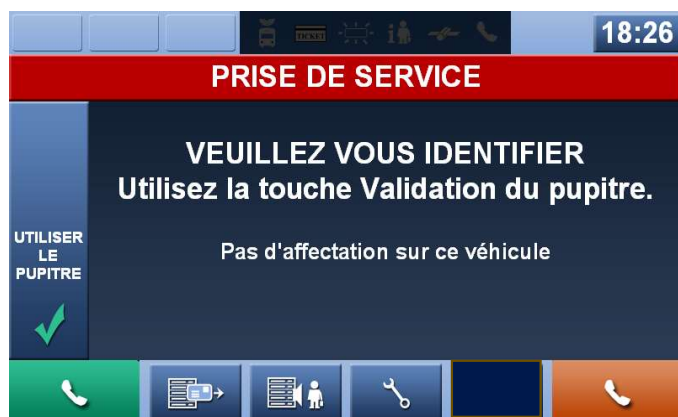 TICKET
18:26
PRISE DE SERVICE
VEUILLEZ VOUS IDENTIFIER
Utilisez la touche Validation du pupitre.
Pas d'affectation sur ce véhicule
UTILISER
LE
PUPITRE